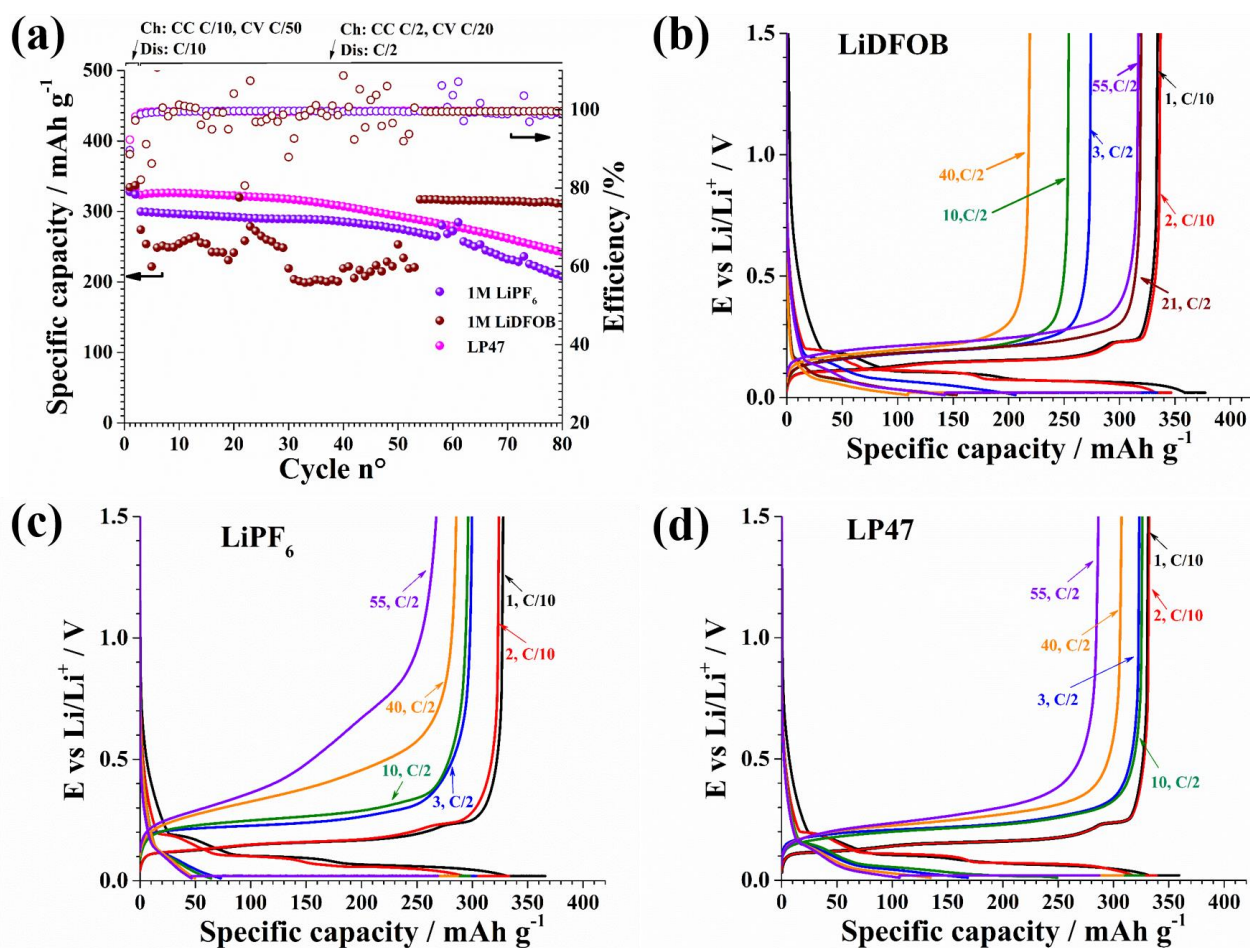 (a)
Ch: CC C/10, CV C/50
Dis: C/10
Ch: CC C/2, CV C/20
Dis: C/2
500
450
400
350
300
250
200
150
100
50
0
Specific capacity / mAh g⁻¹
0 10 20 30 40 50 60 70 80
Cycle n°
100
80
60
40
20
Efficiency /%
1M LiPF₆
1M LiDFOB
LP47
(b)
LiDFOB
1.5
1.0
0.5
0.0
E vs Li/Li⁺ / V
55, C/2
1, C/10
3, C/2
40,C/2
10,C/2
2, C/10
21, C/2
0 50 100 150 200 250 300 350 400
Specific capacity / mAh g⁻¹
(c)
LiPF₆
1.5
1.0
0.5
0.0
E vs Li/Li⁺ / V
55, C/2
1, C/10
2, C/10
40, C/2
10, C/2
3, C/2
0 50 100 150 200 250 300 350 400
Specific capacity / mAh g⁻¹
(d)
LP47
1.5
1.0
0.5
0.0
E vs Li/Li⁺ / V
1, C/10
55, C/2
2, C/10
40, C/2
3, C/2
10, C/2
0 50 100 150 200 250 300 350 400
Specific capacity / mAh g⁻¹